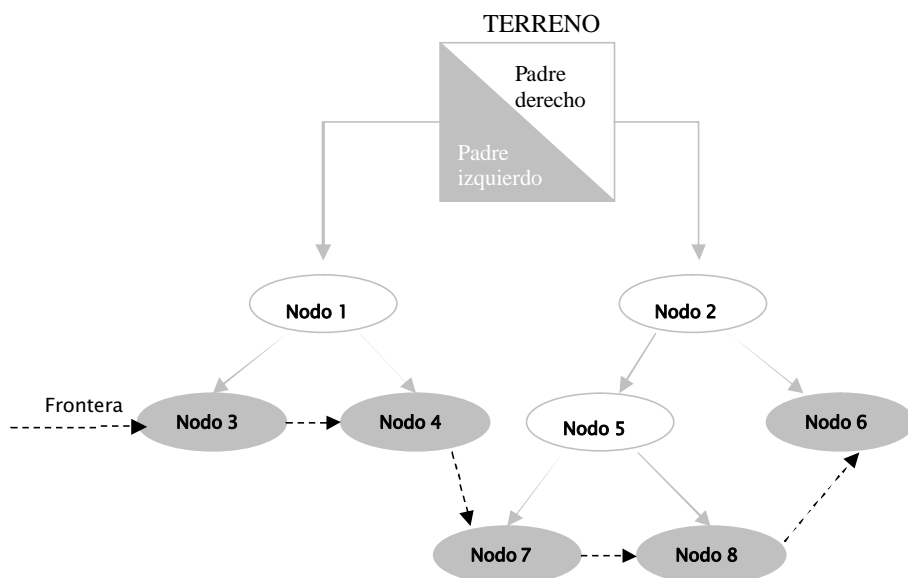 TERRENO
Padre
derecho
Padre
izquierdo
Nodo 1
Nodo 2
Frontera
Nodo 3
Nodo 4
Nodo 5
Nodo 6
Nodo 7
Nodo 8